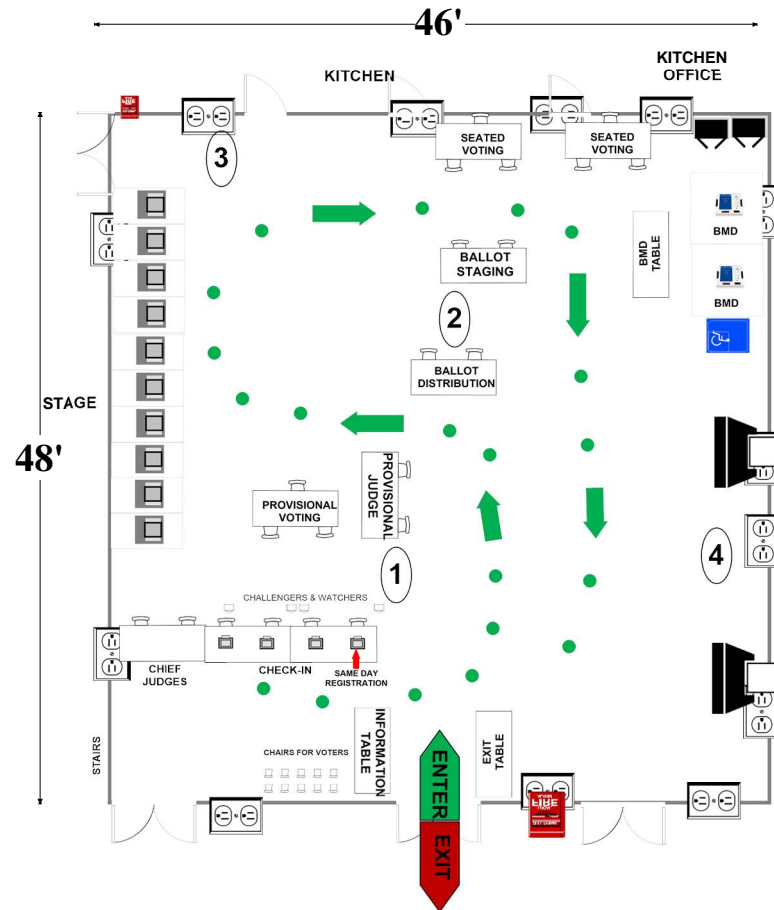 46'
KITCHEN
KITCHEN
OFFICE
FIRE
3
SEATED
VOTING
SEATED
VOTING
BMD
BMD
TABLE
BALLOT
STAGING
BMD
2
BALLOT
DISTRIBUTION
STAGE
48'
PROVISIONAL
JUDGE
PROVISIONAL
VOTING
4
1
CHALLENGERS & WATCHERS
CHIEF
JUDGES
CHECK-IN
SAME DAY
REGISTRATION
INFORMATION
TABLE
EXIT
TABLE
STAIRS
CHAIRS FOR VOTERS
ENTER
EXIT
FIRE